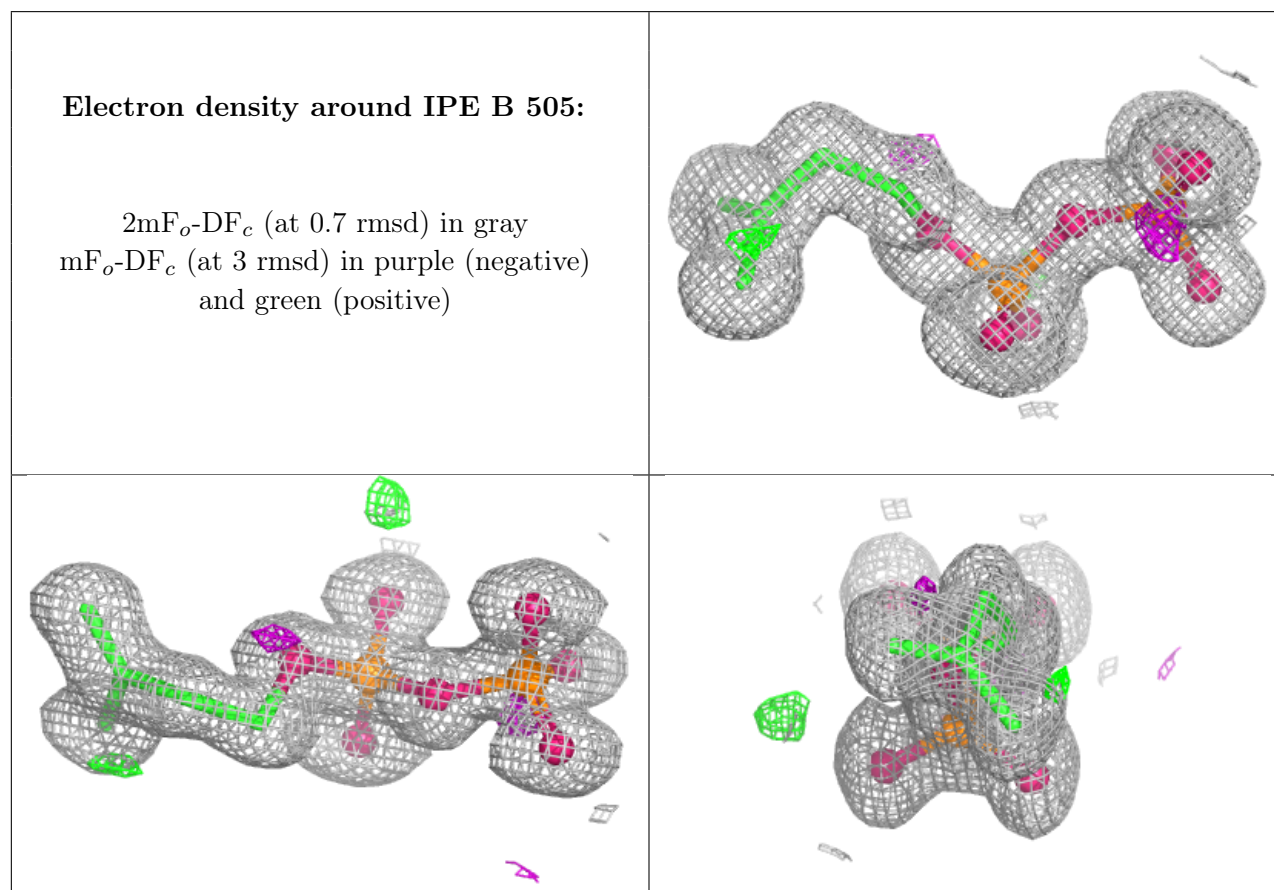 Electron density around IPE B 505:
2mFₒ-DF𝒸 (at 0.7 rmsd) in gray
mFₒ-DF𝒸 (at 3 rmsd) in purple (negative)
and green (positive)